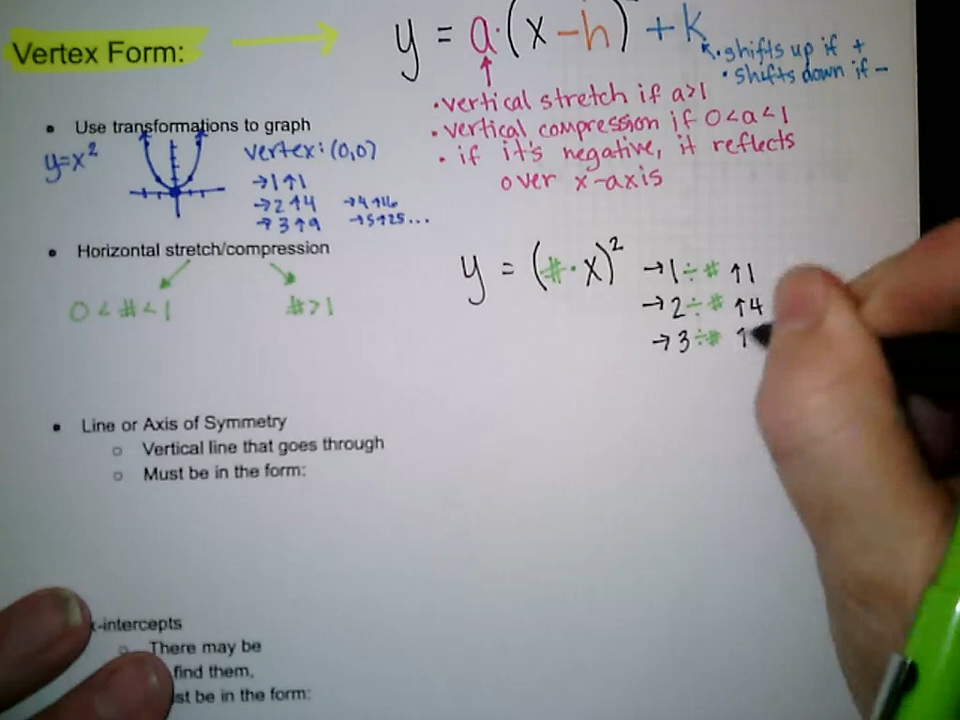 Vertex Form: → y = a·(x-h) + k
• shifts up if +
• shifts down if -
• vertical stretch if a>1
• vertical compression if 0<a<1
• if it's negative, it reflects
over x-axis
• Use transformations to graph
y=x²
vertex: (0,0)
→1↑1
→2↑4 →4↑16
→3↑9 →5↑25...
• Horizontal stretch/compression
0<#<1 #>1
y = (#·x)² →1÷# ↑1
→2÷# ↑4
→3÷# ↑
• Line or Axis of Symmetry
○ Vertical line that goes through
○ Must be in the form:
x-intercepts
○ There may be
find them,
st be in the form: